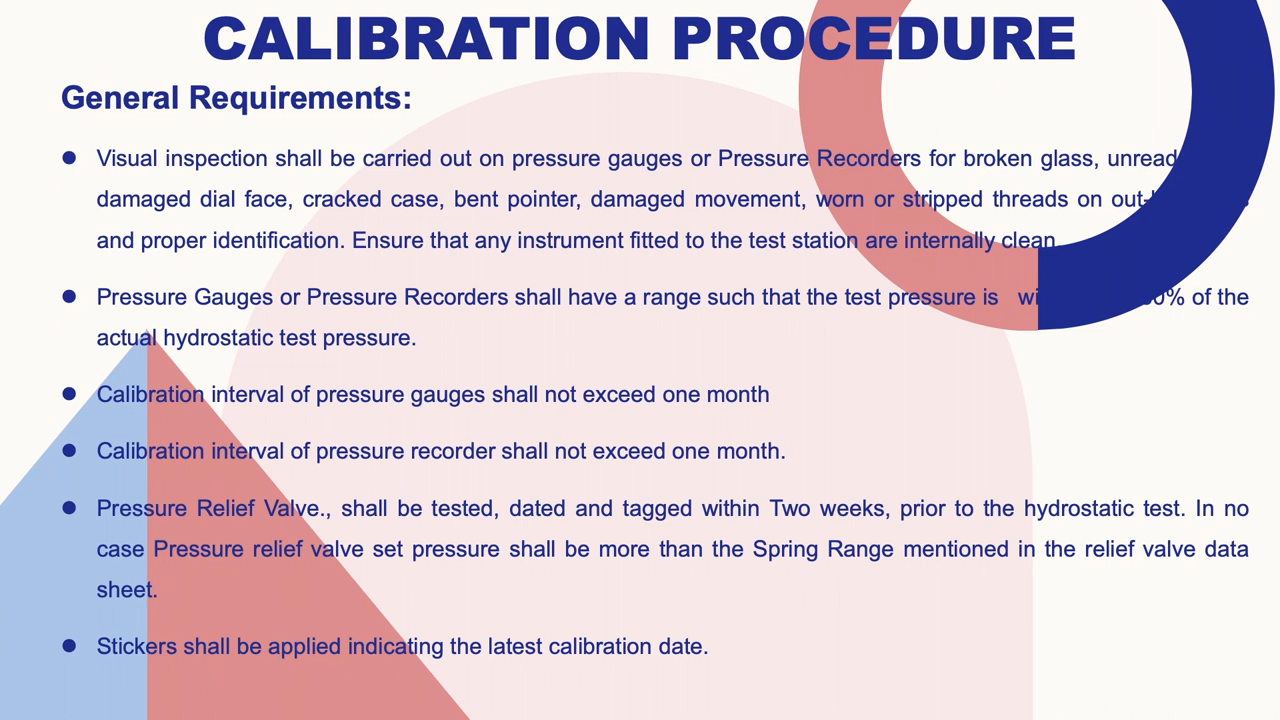 CALIBRATION PROCEDURE
General Requirements:
● Visual inspection shall be carried out on pressure gauges or Pressure Recorders for broken glass,
damaged dial face, cracked case, bent pointer, damaged movement, worn or stripped threads on
and proper identification. Ensure that any instrument fitted to the test station are internally clean.
● Pressure Gauges or Pressure Recorders shall have a range such that the test pressure is of the
actual hydrostatic test pressure.
● Calibration interval of pressure gauges shall not exceed one month
● Calibration interval of pressure recorder shall not exceed one month.
● Pressure Relief Valve., shall be tested, dated and tagged within Two weeks, prior to the hydrostatic test. In no
case Pressure relief valve set pressure shall be more than the Spring Range mentioned in the relief valve data
sheet.
● Stickers shall be applied indicating the latest calibration date.